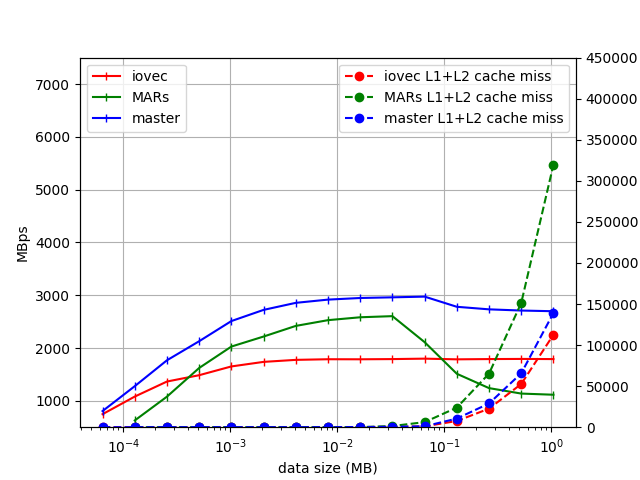 iovec
MARs
master
iovec L1+L2 cache miss
MARs L1+L2 cache miss
master L1+L2 cache miss
7000
6000
5000
4000
3000
2000
1000
MBps
450000
400000
350000
300000
250000
200000
150000
100000
50000
0
10⁻⁴
10⁻³
10⁻²
10⁻¹
10⁰
data size (MB)